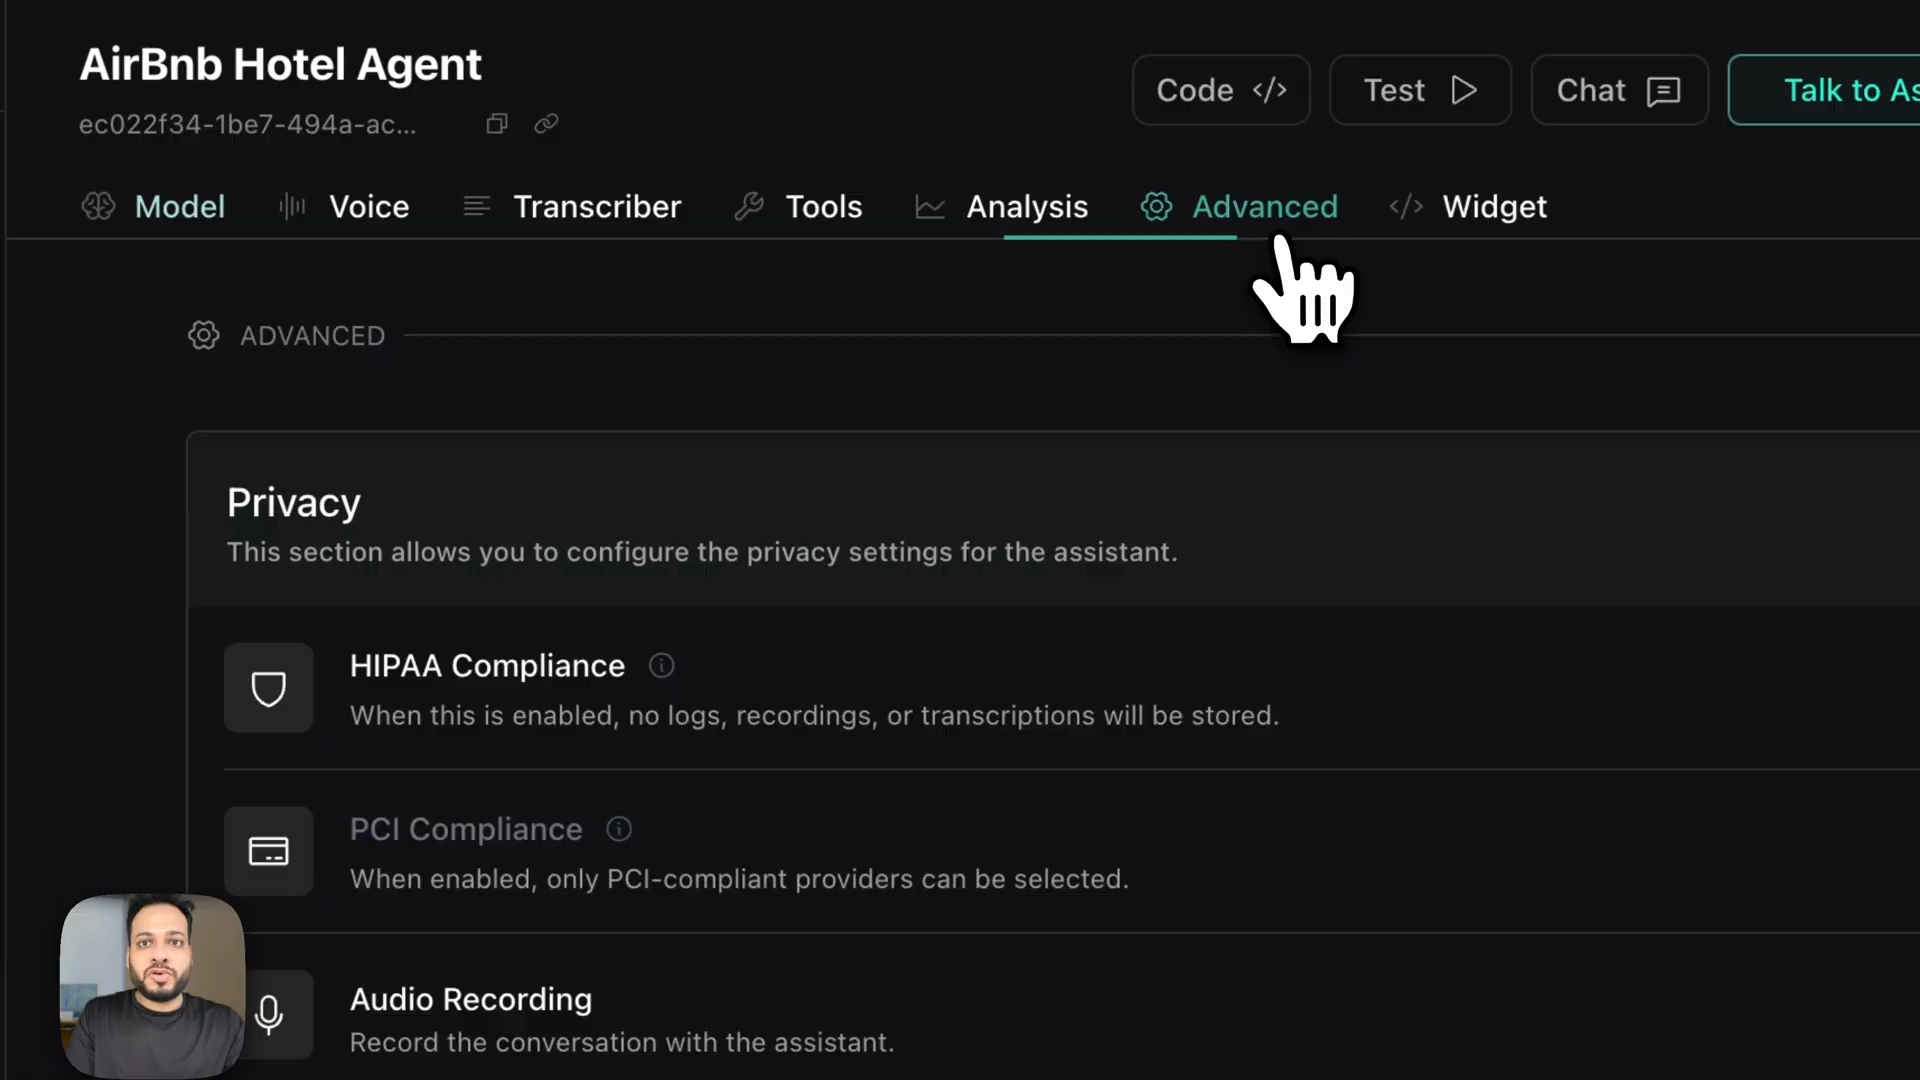 AirBnb Hotel Agent
ec022f34-1be7-494a-ac...
Code </>
Test
Chat
Talk to As
Model
Voice
Transcriber
Tools
Analysis
Advanced
</> Widget
ADVANCED
Privacy
This section allows you to configure the privacy settings for the assistant.
HIPAA Compliance
When this is enabled, no logs, recordings, or transcriptions will be stored.
PCI Compliance
When enabled, only PCI-compliant providers can be selected.
Audio Recording
Record the conversation with the assistant.